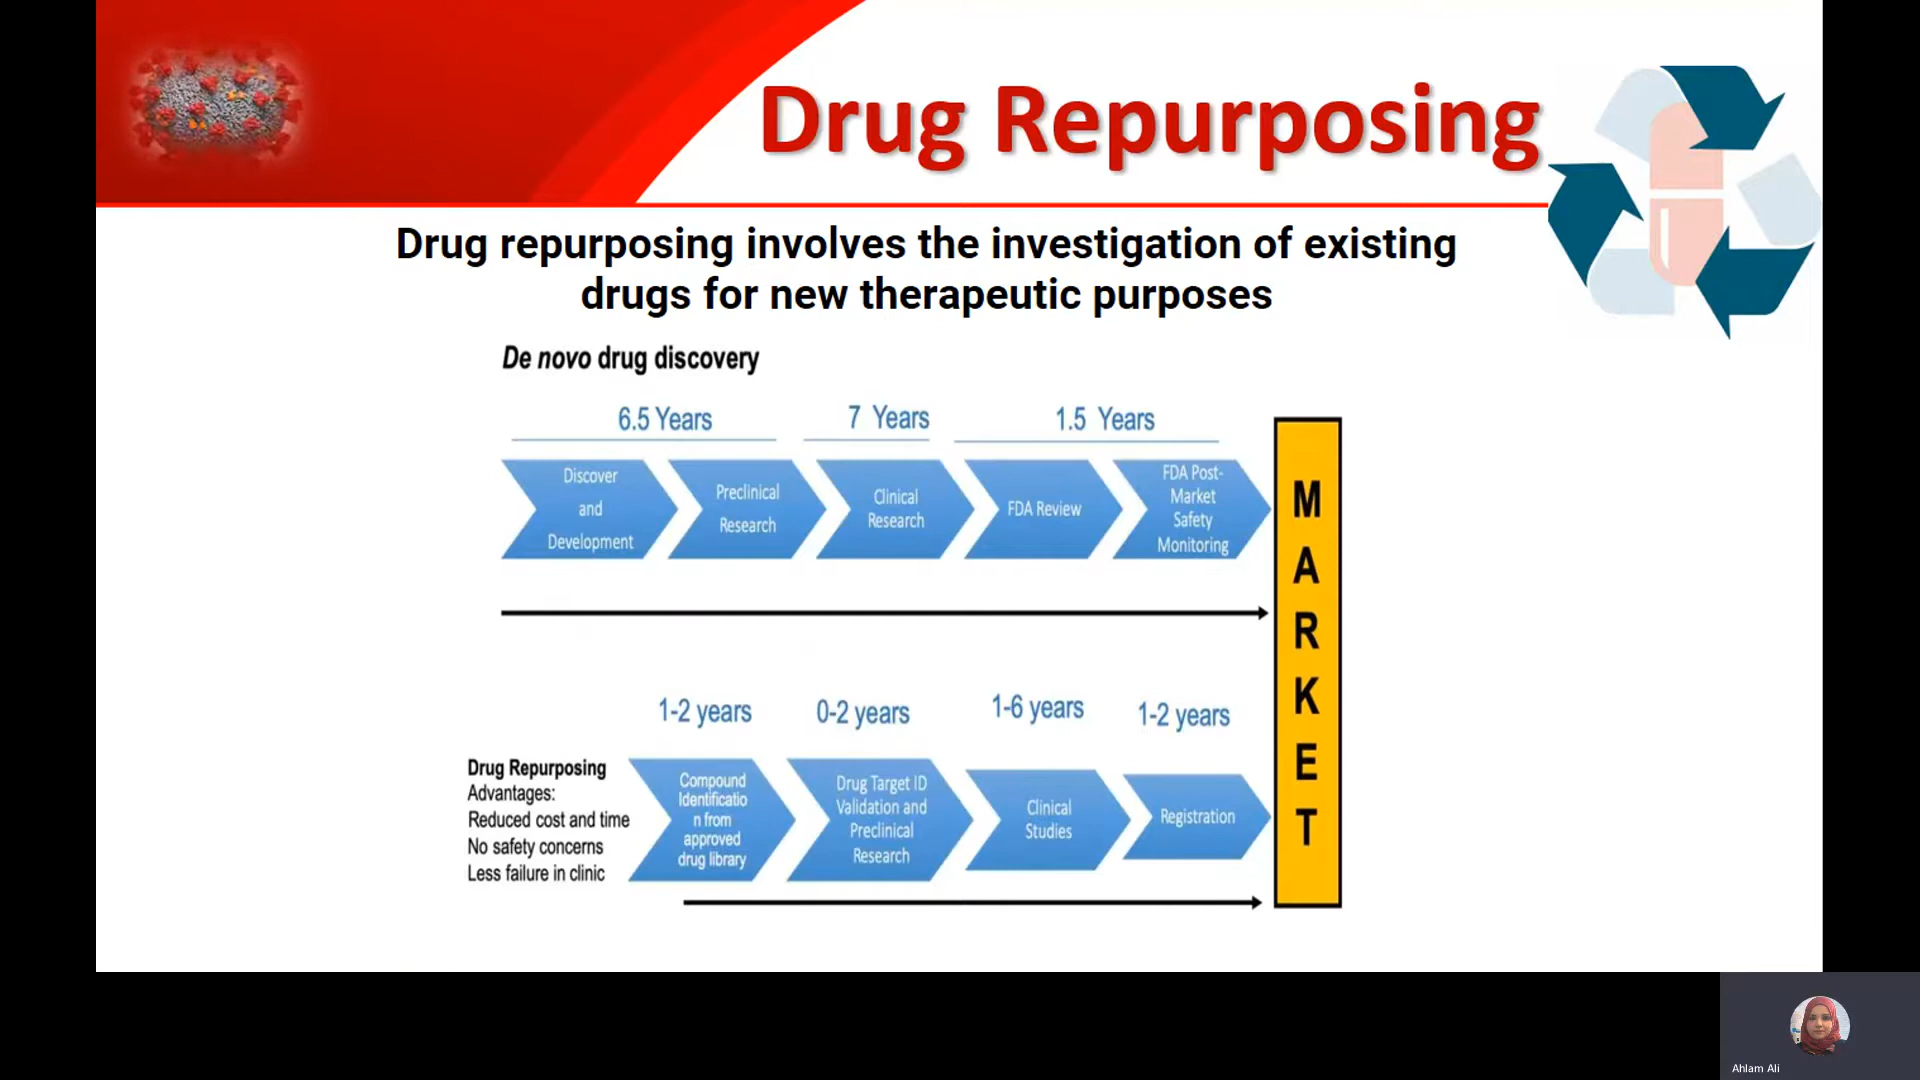 Drug Repurposing
Drug repurposing involves the investigation of existing
drugs for new therapeutic purposes
De novo drug discovery
6.5 Years
7 Years
1.5 Years
Discover
and
Development
Preclinical
Research
Clinical
Research
FDA Review
FDA Post-
Market
Safety
Monitoring
M
A
R
K
E
T
1-2 years
0-2 years
1-6 years
1-2 years
Drug Repurposing
Advantages:
Reduced cost and time
No safety concerns
Less failure in clinic
Compound
Identificatio
n from
approved
drug library
Drug Target ID
Validation and
Preclinical
Research
Clinical
Studies
Registration
Ahlam Ali